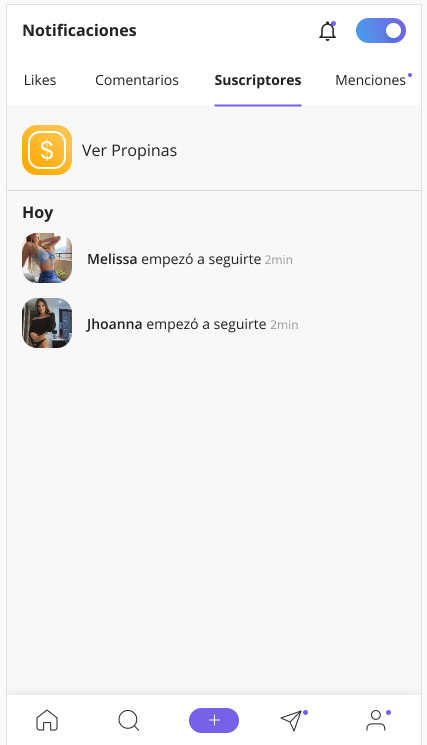 Notificaciones
Likes Comentarios Suscriptores Menciones
$
Ver Propinas
Hoy
Melissa empezó a seguirte 2min
Jhoanna empezó a seguirte 2min